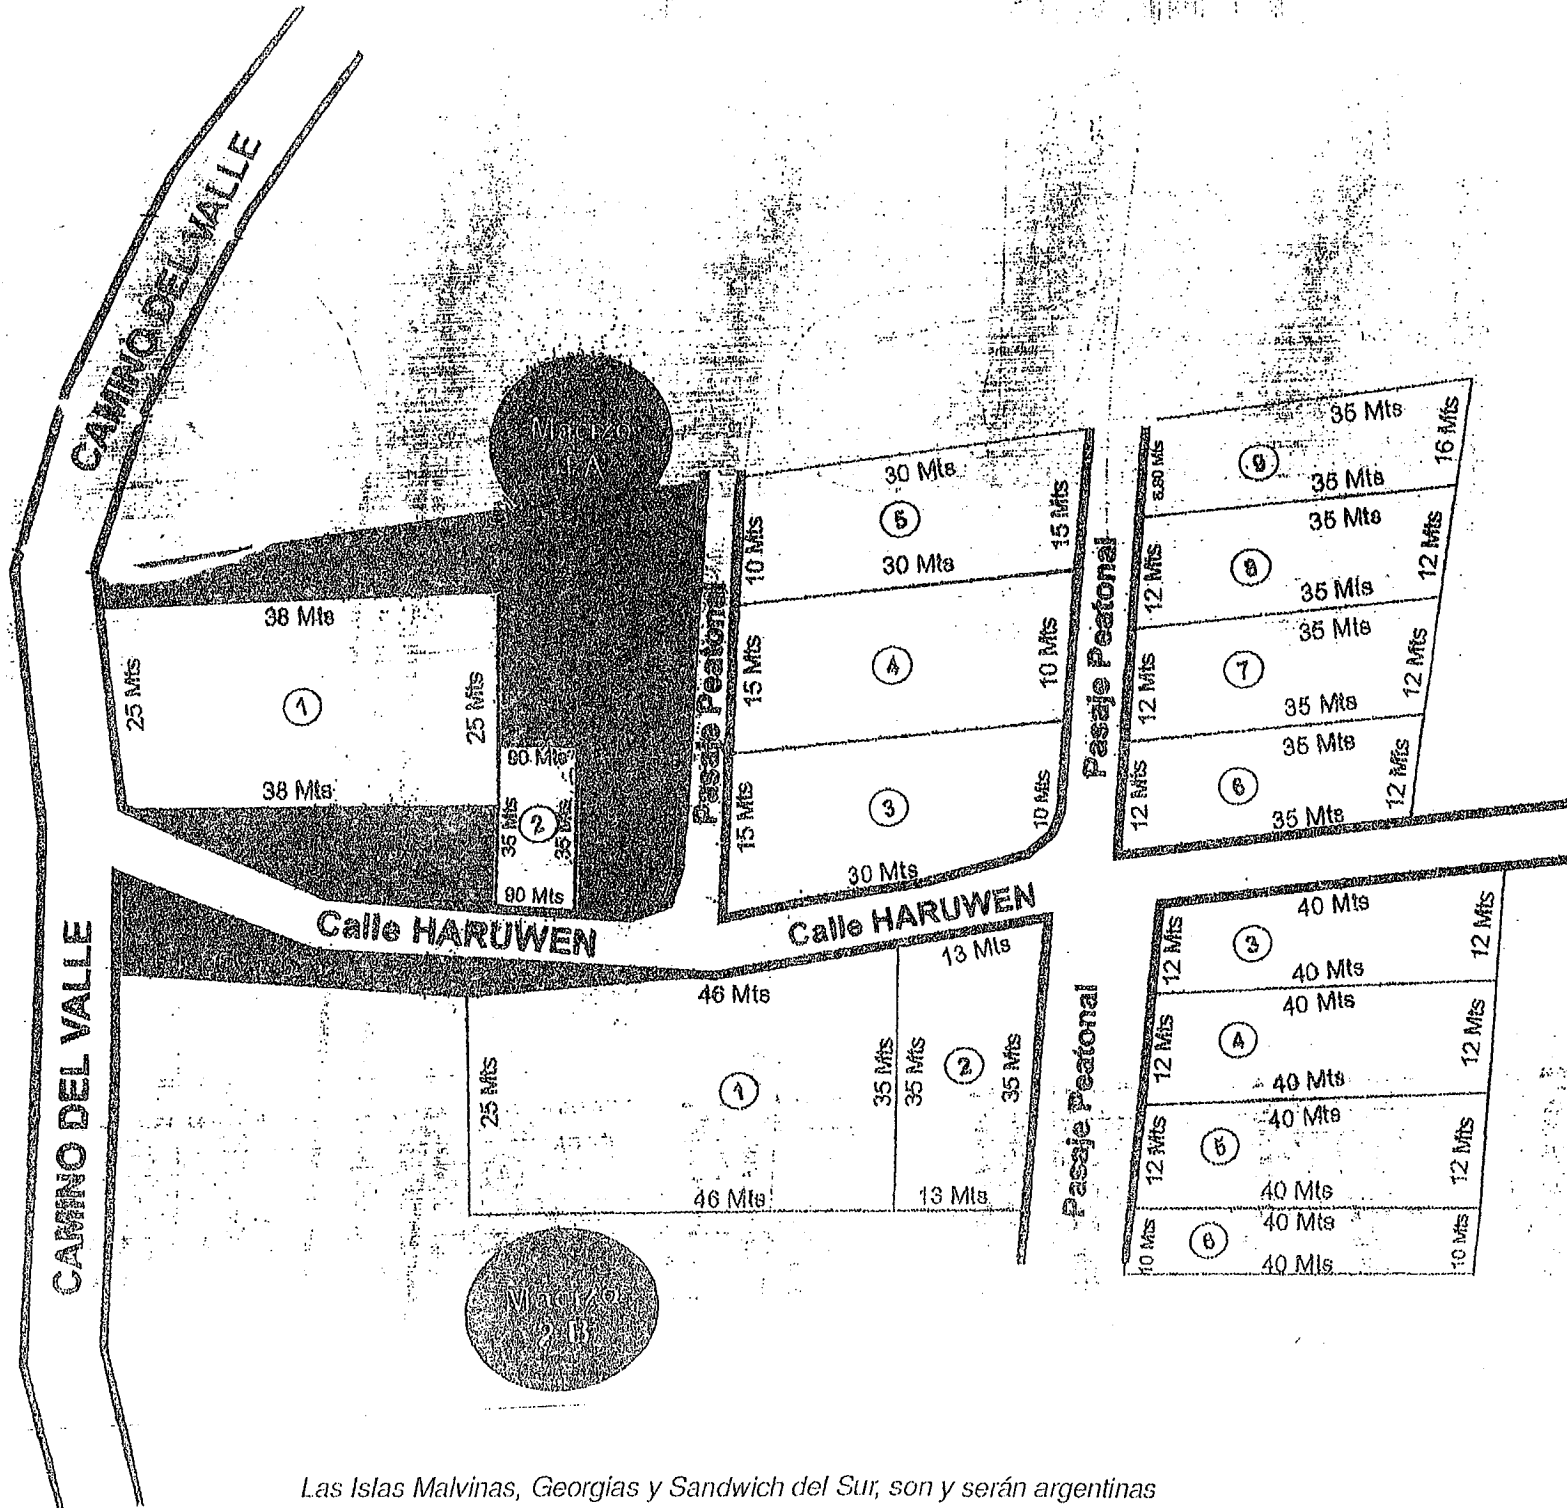 CAMINO DEL VALLE
Macizo
1 A
38 Mts
25 Mts
1
25 Mts
38 Mts
90 Mts
35 Mts
2
35 Mts
90 Mts
Pasaje Peatonal
30 Mts
10 Mts
5
15 Mts
30 Mts
15 Mts
4
10 Mts
15 Mts
3
10 Mts
30 Mts
Pasaje Peatonal
35 Mts
16 Mts
9
35 Mts
35 Mts
12 Mts
8
12 Mts
35 Mts
35 Mts
12 Mts
7
12 Mts
35 Mts
35 Mts
12 Mts
6
12 Mts
35 Mts
Calle HARUWEN
Calle HARUWEN
CAMINO DEL VALLE
46 Mts
25 Mts
1
35 Mts
46 Mts
13 Mts
35 Mts
2
35 Mts
13 Mts
Pasaje Peatonal
40 Mts
12 Mts
3
12 Mts
40 Mts
40 Mts
12 Mts
4
12 Mts
40 Mts
40 Mts
12 Mts
5
12 Mts
40 Mts
40 Mts
10 Mts
6
10 Mts
40 Mts
Macizo
2 B
Las Islas Malvinas, Georgias y Sandwich del Sur, son y serán argentinas